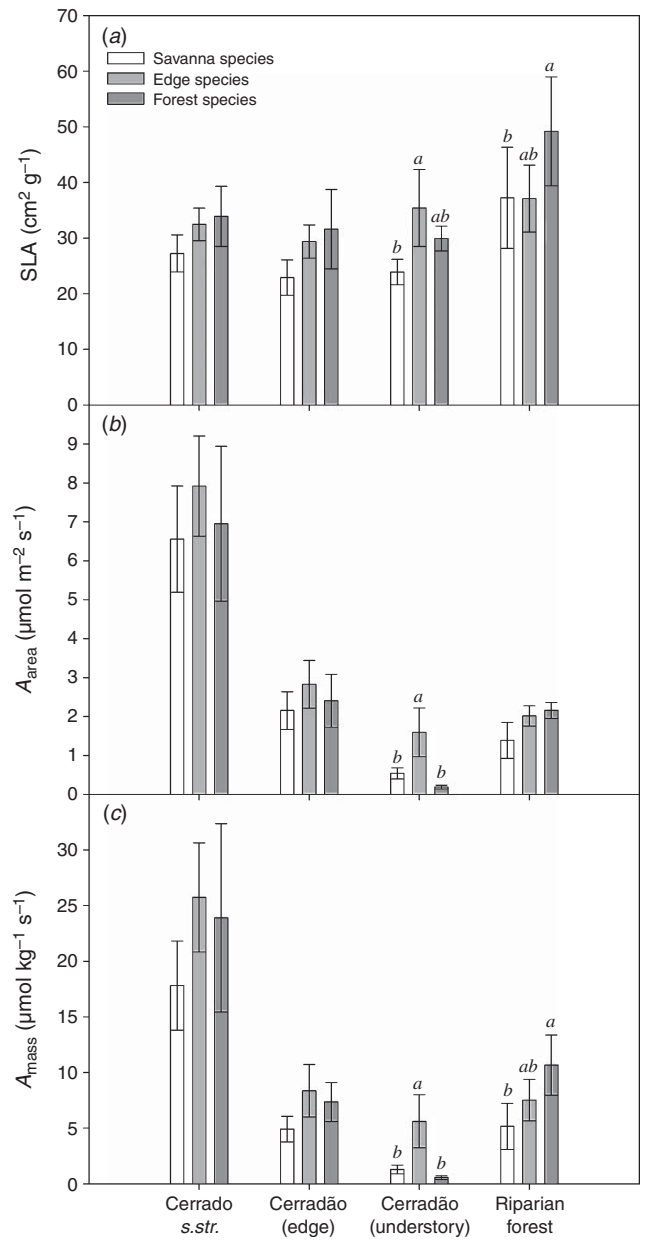 (a)
Savanna species
Edge species
Forest species
SLA (cm² g⁻¹)
70
60
50
40
30
20
10
0
b
a
ab
b
ab
a
(b)
A_area (µmol m⁻² s⁻¹)
9
8
7
6
5
4
3
2
1
0
b
a
b
(c)
A_mass (µmol kg⁻¹ s⁻¹)
30
25
20
15
10
5
0
b
a
b
b
ab
a
Cerrado
s.str.
Cerradão
(edge)
Cerradão
(understory)
Riparian
forest